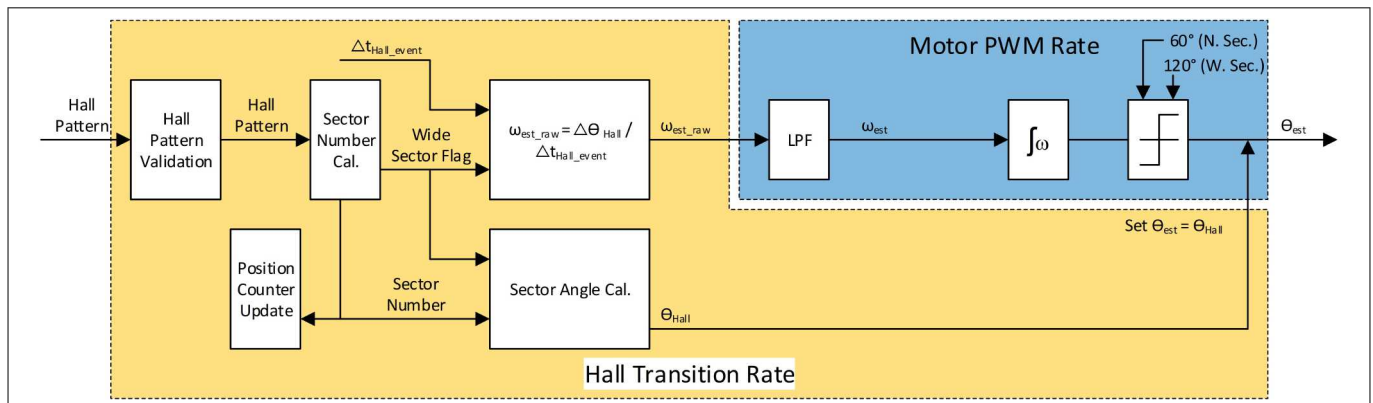 Δt_Hall_event
Motor PWM Rate
60° (N. Sec.)
120° (W. Sec.)
Hall
Pattern
Hall
Pattern
Validation
Hall
Pattern
Sector
Number
Cal.
Wide
Sector Flag
ω_est_raw = Δθ_Hall /
Δt_Hall_event
ω_est_raw
LPF
ω_est
∫ω
θ_est
Set θ_est = θ_Hall
Position
Counter
Update
Sector
Number
Sector Angle Cal.
θ_Hall
Hall Transition Rate